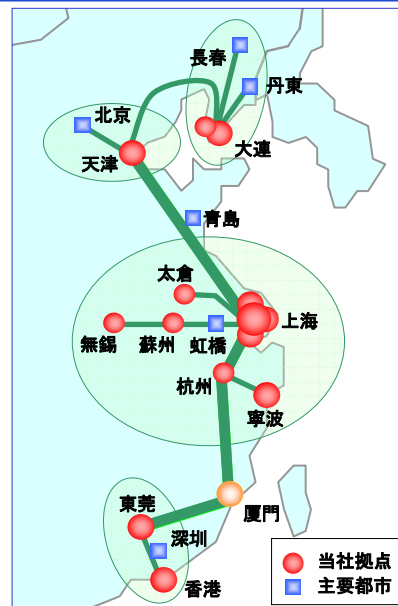 長春
丹東
北京
大連
天津
青島
太倉
上海
無錫
蘇州
虹橋
杭州
寧波
東莞
厦門
深圳
香港
当社拠点
主要都市